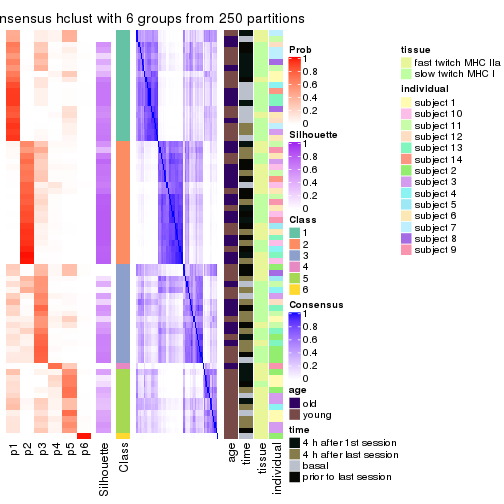 nsensus hclust with 6 groups from 250 partitions
Prob
1
0.8
0.6
0.4
0.2
0
Silhouette
1
0.8
0.6
0.4
0.2
0
Class
1
2
3
4
5
6
Consensus
1
0.8
0.6
0.4
0.2
0
age
old
young
time
4 h after 1st session
4 h after last session
basal
prior to last session
tissue
fast twitch MHC IIa
slow twitch MHC I
individual
subject 1
subject 10
subject 11
subject 12
subject 13
subject 14
subject 2
subject 3
subject 4
subject 5
subject 6
subject 7
subject 8
subject 9
p1
p2
p3
p4
p5
p6
Silhouette
Class
age
time
tissue
individual